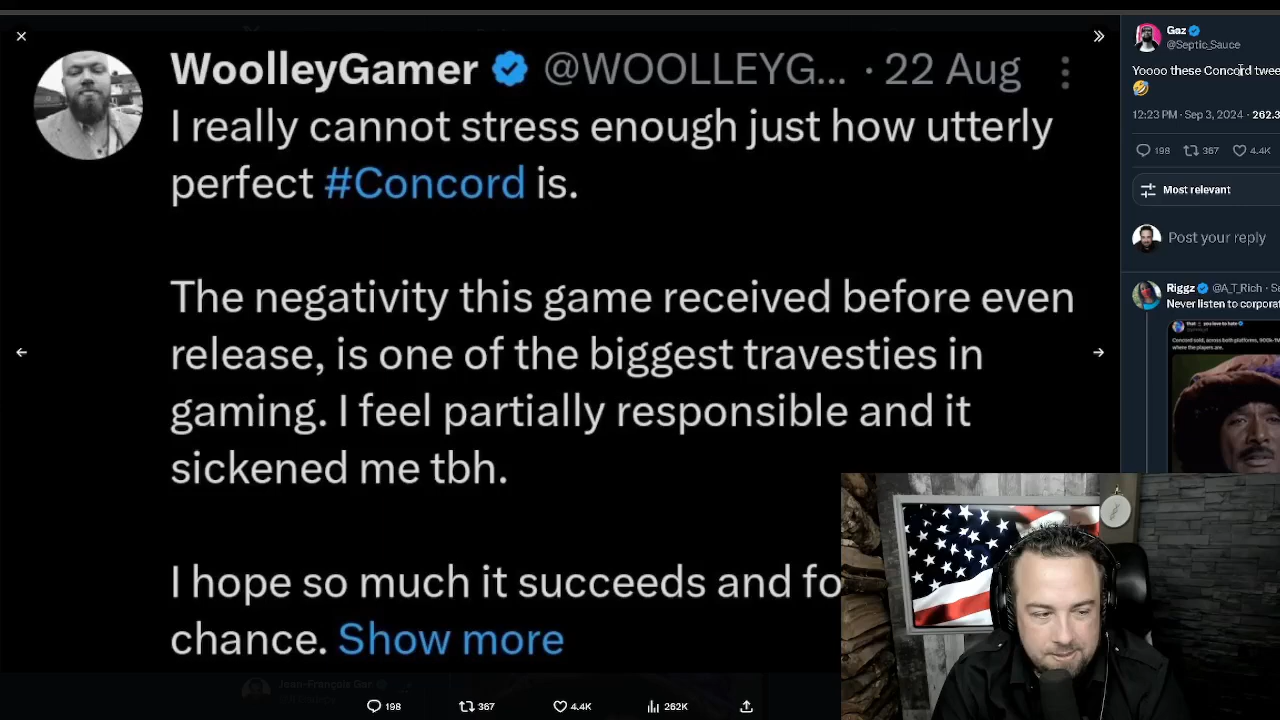 WoolleyGamer @WOOLLEYG... · 22 Aug
I really cannot stress enough just how utterly
perfect #Concord is.
The negativity this game received before even
release, is one of the biggest travesties in
gaming. I feel partially responsible and it
sickened me tbh.
I hope so much it succeeds and fo
chance. Show more
198 367 4.4K 262K
Gaz
@Septic_Sauce
Yoooo these Concord twee
12:23 PM · Sep 3, 2024 · 262.3
198 367 4.4K
Most relevant
Post your reply
Riggz @A_T_Rich · Se
Never listen to corporat